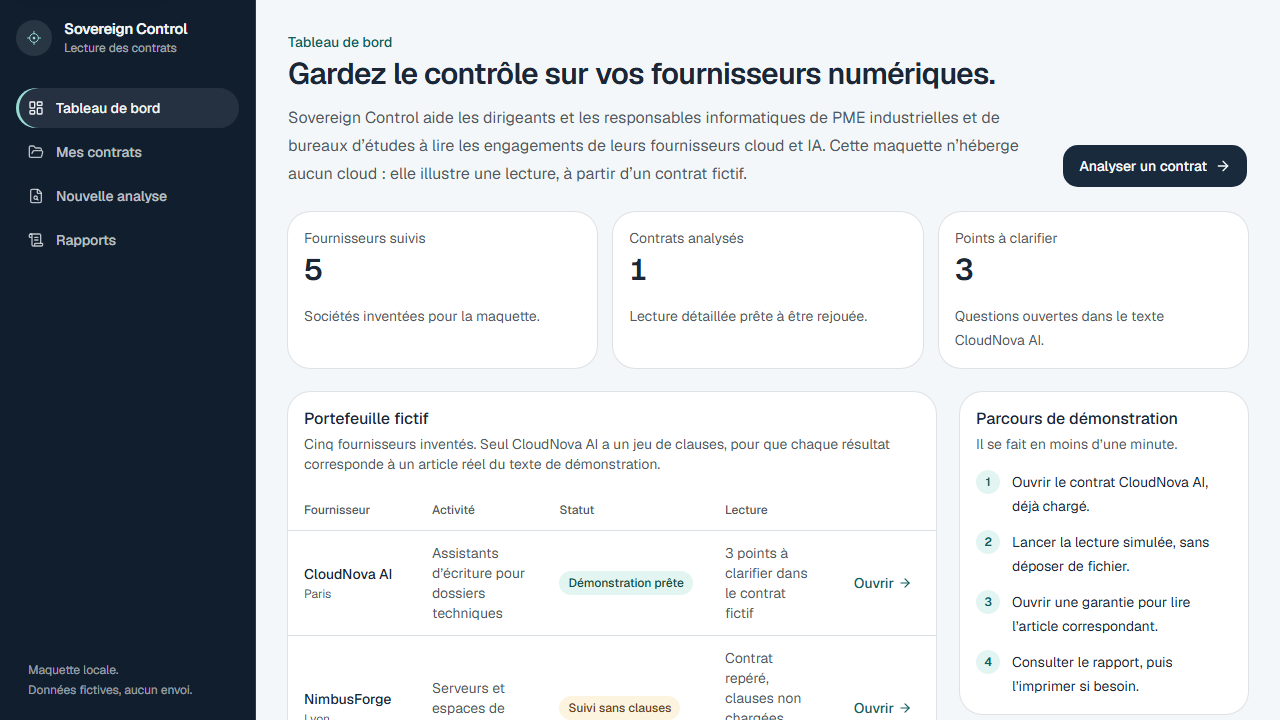 Sovereign Control
Lecture des contrats
Tableau de bord
Mes contrats
Nouvelle analyse
Rapports
Maquette locale.
Données fictives, aucun envoi.
Tableau de bord
Gardez le contrôle sur vos fournisseurs numériques.
Sovereign Control aide les dirigeants et les responsables informatiques de PME industrielles et de
bureaux d’études à lire les engagements de leurs fournisseurs cloud et IA. Cette maquette n’héberge
aucun cloud : elle illustre une lecture, à partir d’un contrat fictif.
Analyser un contrat
Fournisseurs suivis
5
Sociétés inventées pour la maquette.
Contrats analysés
1
Lecture détaillée prête à être rejouée.
Points à clarifier
3
Questions ouvertes dans le texte
CloudNova AI.
Portefeuille fictif
Cinq fournisseurs inventés. Seul CloudNova AI a un jeu de clauses, pour que chaque résultat
corresponde à un article réel du texte de démonstration.
Fournisseur Activité Statut Lecture
CloudNova AI
Paris
Assistants
d’écriture pour
dossiers
techniques
Démonstration prête
3 points à
clarifier dans
le contrat
fictif
Ouvrir
NimbusForge
Lyon
Serveurs et
espaces de
Suivi sans clauses
Contrat
repéré,
clauses non
chargées
Ouvrir
Parcours de démonstration
Il se fait en moins d’une minute.
1 Ouvrir le contrat CloudNova AI,
déjà chargé.
2 Lancer la lecture simulée, sans
déposer de fichier.
3 Ouvrir une garantie pour lire
l’article correspondant.
4 Consulter le rapport, puis
l’imprimer si besoin.